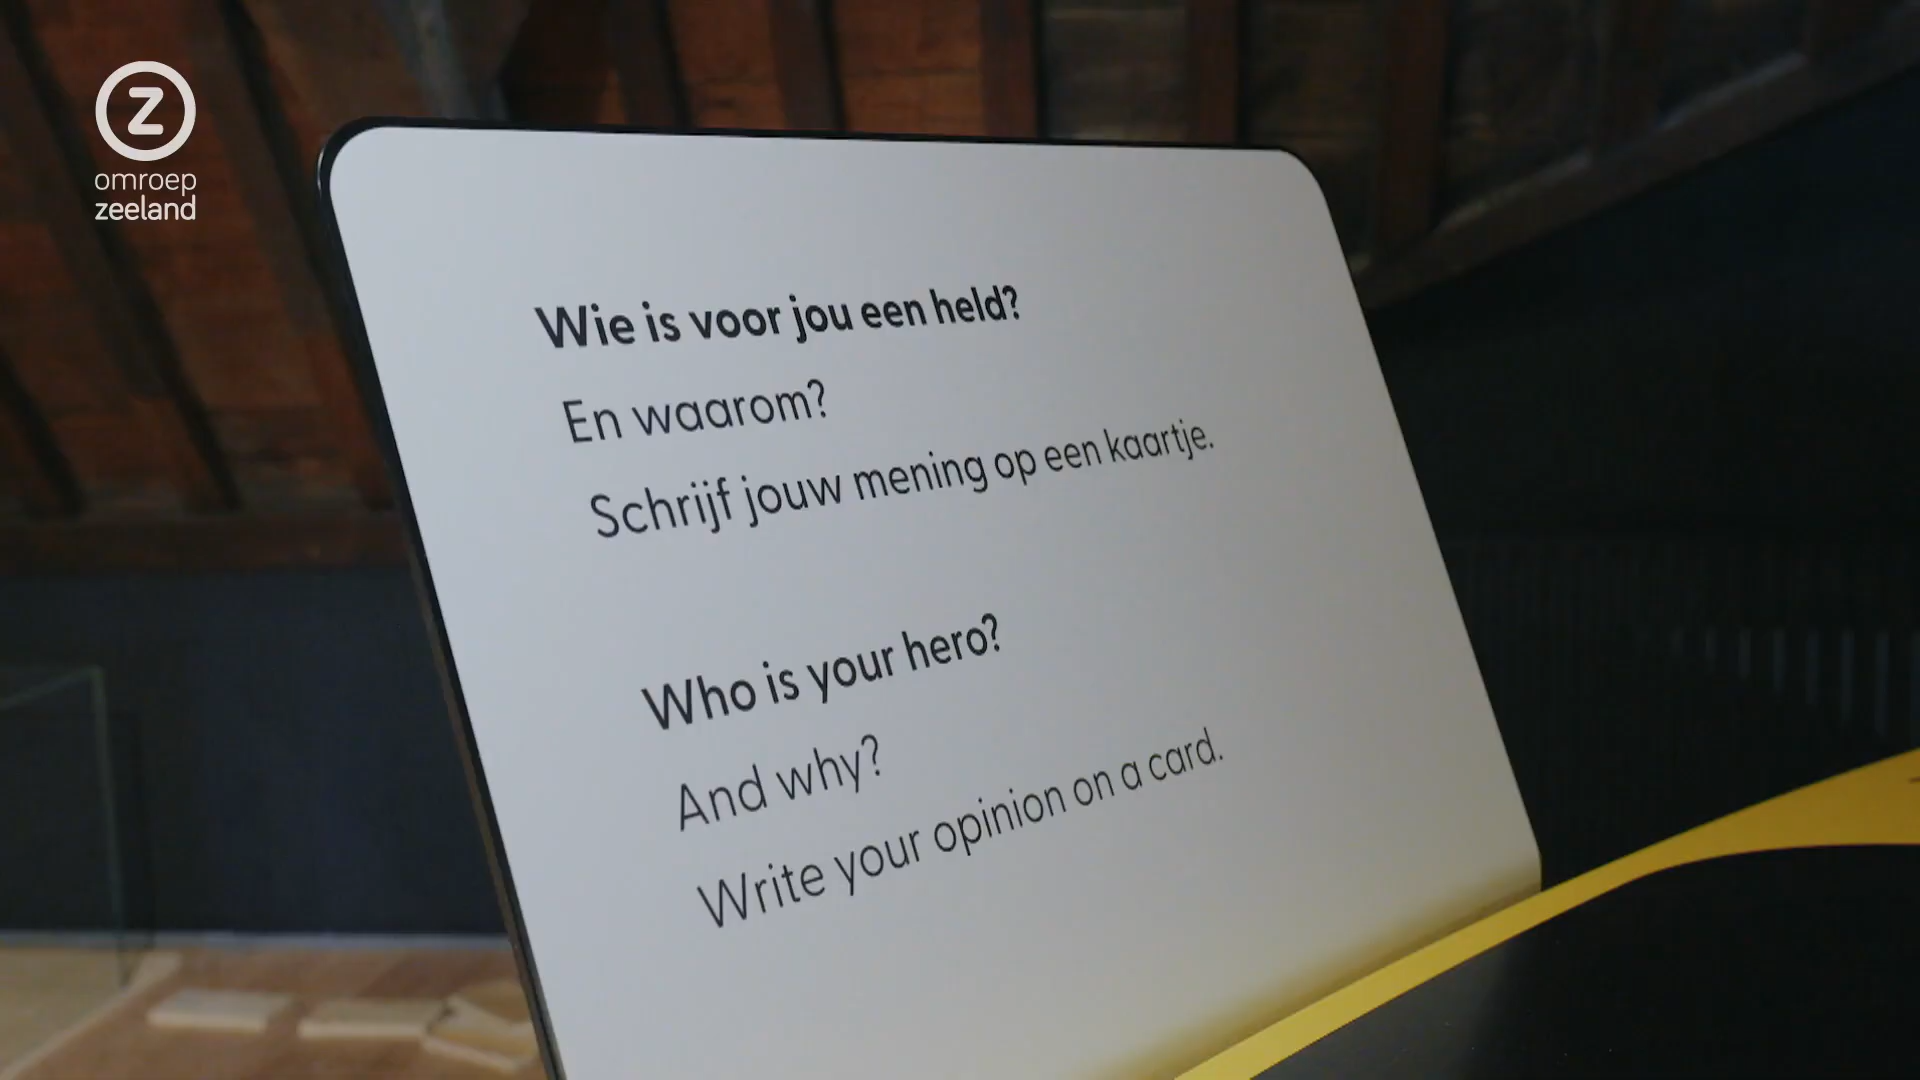 Z
omroep
zeeland
Wie is voor jou een held?
En waarom?
Schrijf jouw mening op een kaartje.
Who is your hero?
And why?
Write your opinion on a card.